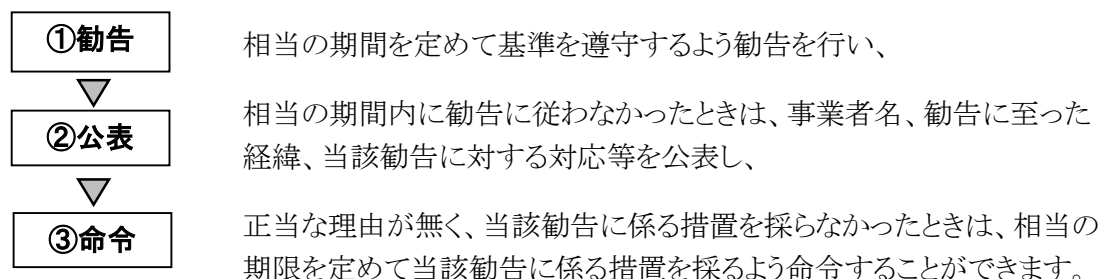 ①勧告
相当の期間を定めて基準を遵守するよう勧告を行い、
②公表
相当の期間内に勧告に従わなかったときは、事業者名、勧告に至った
経緯、当該勧告に対する対応等を公表し、
③命令
正当な理由が無く、当該勧告に係る措置を採らなかったときは、相当の
期限を定めて当該勧告に係る措置を採るよう命令することができます。